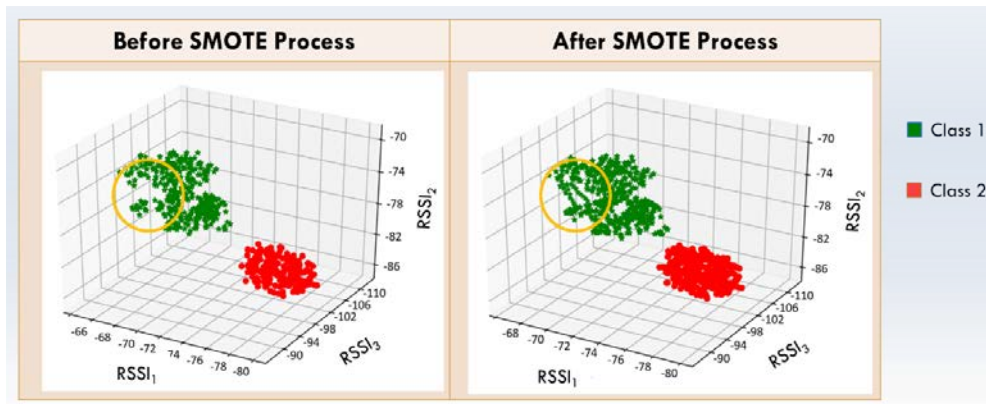 Before SMOTE Process
After SMOTE Process
-70
-74
-78
-82
-86
RSSI₂
-110
-106
-102
-98
-94
-90
RSSI₃
-66 -68 -70 -72 74 -76 -78 -80
RSSI₁
-70
-74
-78
-82
-86
RSSI₂
-110
-106
-102
-98
-94
-90
RSSI₃
-68 -70 -72 74 -76 -78 -80
RSSI₁
Class 1
Class 2